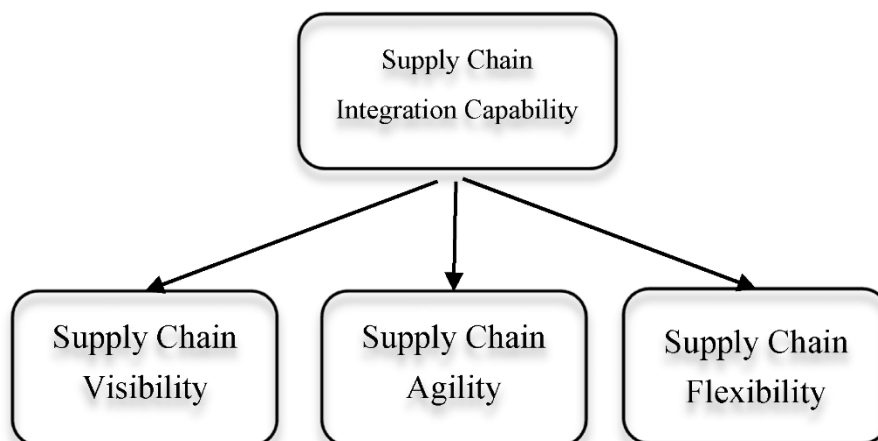 Supply Chain
Integration Capability
Supply Chain
Visibility
Supply Chain
Agility
Supply Chain
Flexibility